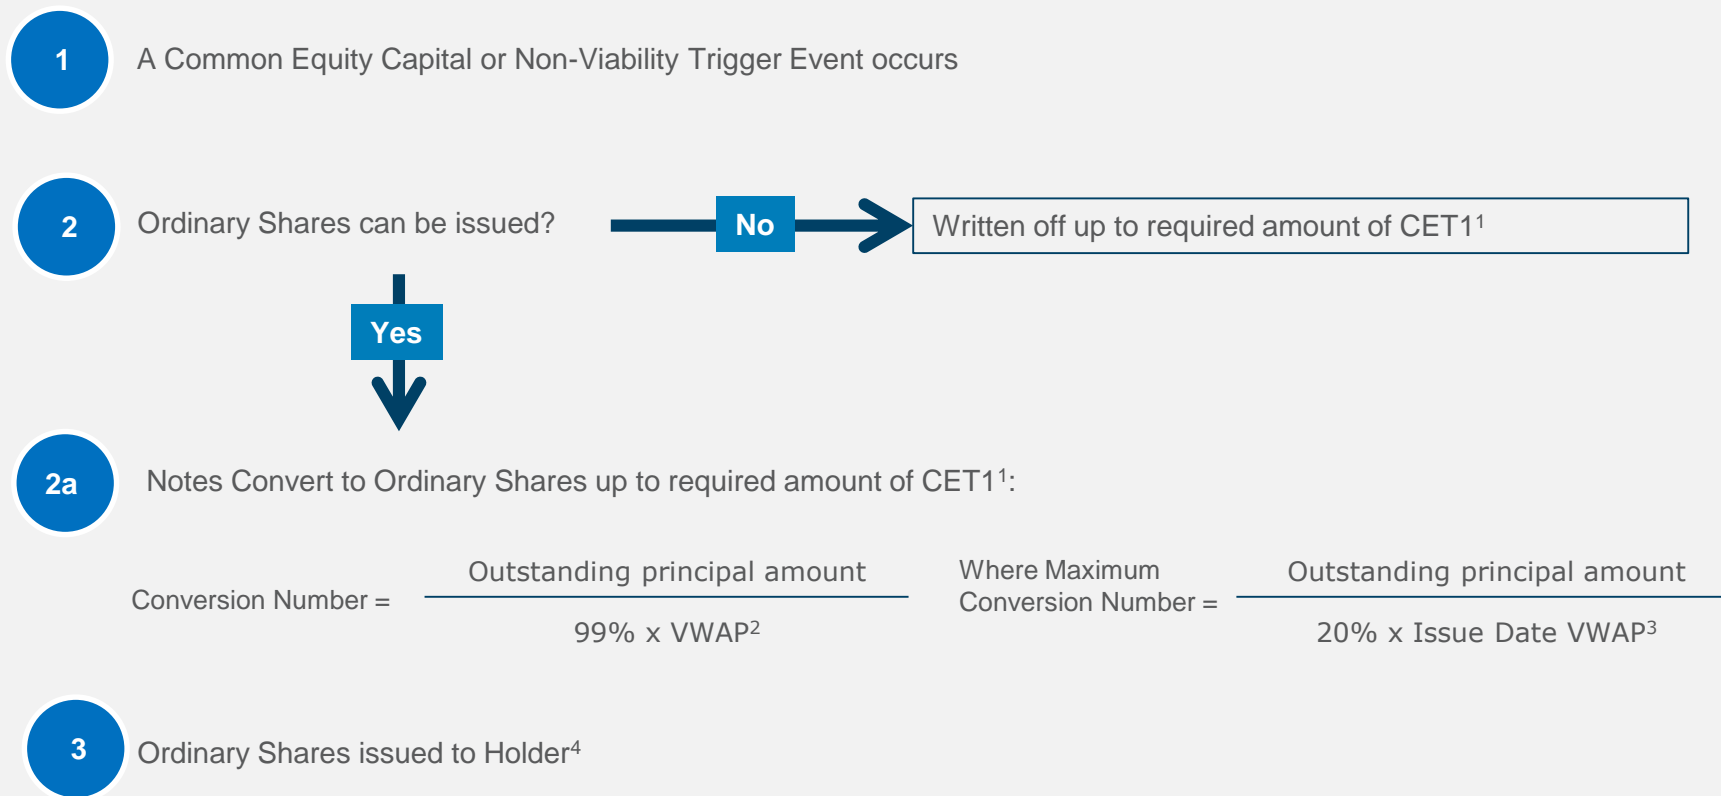 1
A Common Equity Capital or Non-Viability Trigger Event occurs
2
Ordinary Shares can be issued?
No
Written off up to required amount of CET1¹
Yes
2a
Notes Convert to Ordinary Shares up to required amount of CET1¹:
Conversion Number =
Outstanding principal amount
99% x VWAP²
Where Maximum
Conversion Number =
Outstanding principal amount
20% x Issue Date VWAP³
3
Ordinary Shares issued to Holder⁴